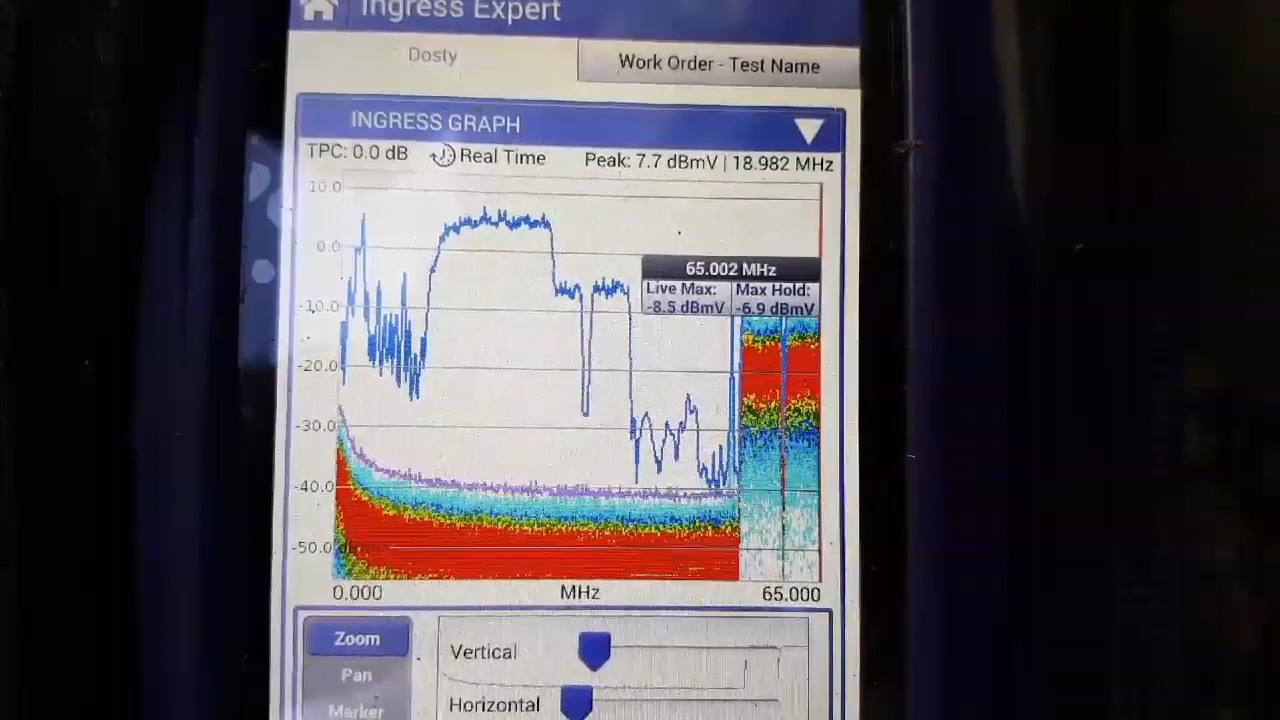 Ingress Expert
Dosty
Work Order - Test Name
INGRESS GRAPH
TPC: 0.0 dB Real Time Peak: 7.7 dBmV | 18.982 MHz
10.0
0.0
65.002 MHz
Live Max: Max Hold:
-8.5 dBmV -6.9 dBmV
-10.0
-20.0
-30.0
-40.0
-50.0
0.000 MHz 65.000
Zoom
Vertical
Pan
Horizontal
Marker